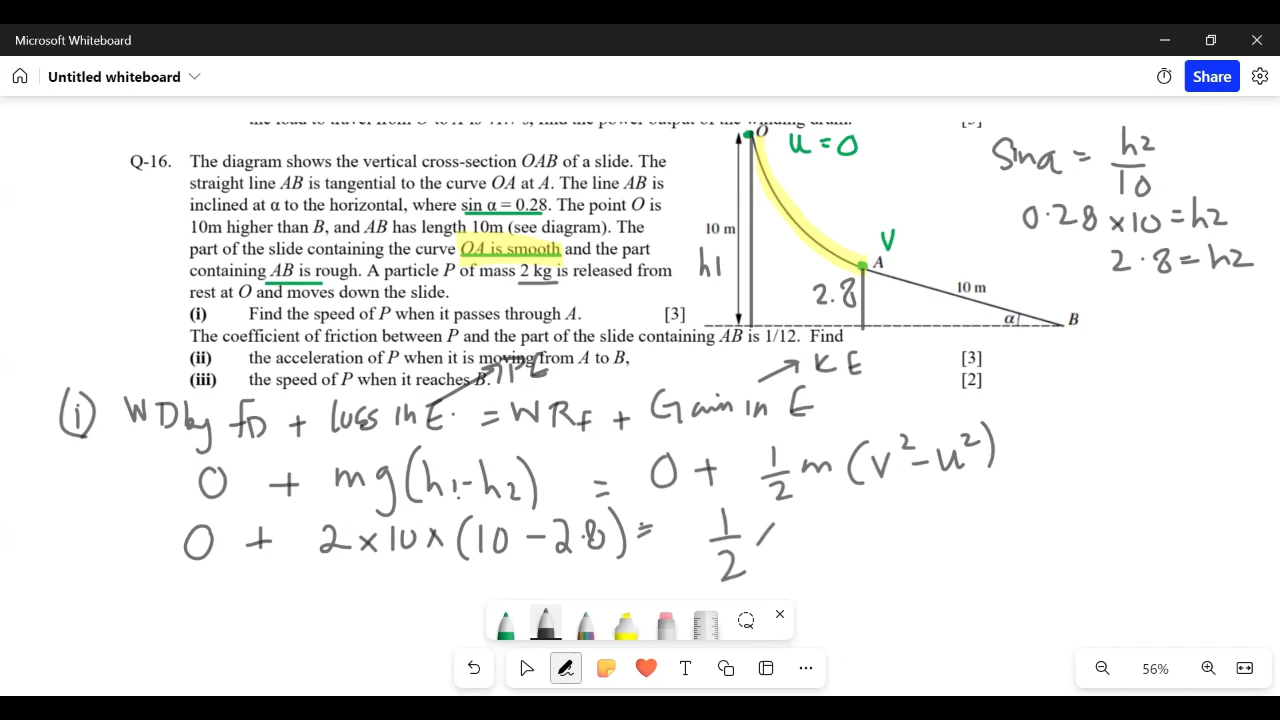 Microsoft Whiteboard
Untitled whiteboard
Share
Q-16. The diagram shows the vertical cross-section OAB of a slide. The
straight line AB is tangential to the curve OA at A. The line AB is
inclined at α to the horizontal, where sin α = 0.28. The point O is
10m higher than B, and AB has length 10m (see diagram). The
part of the slide containing the curve OA is smooth and the part
containing AB is rough. A particle P of mass 2 kg is released from
rest at O and moves down the slide.
(i) Find the speed of P when it passes through A. [3]
The coefficient of friction between P and the part of the slide containing AB is 1/12. Find
(ii) the acceleration of P when it is moving from A to B, [3]
(iii) the speed of P when it reaches B. [2]
O
u = 0
10 m
h1
V
A
2.8
10 m
α
B
Sinα = h2/10
0.28 × 10 = h2
2.8 = h2
PE
KE
(i) WD by fD + loss in E. = WRF + Gain in E
0 + mg(h1-h2) = 0 + 1/2 m (v²-u²)
0 + 2×10×(10-2.8) = 1/2
56%